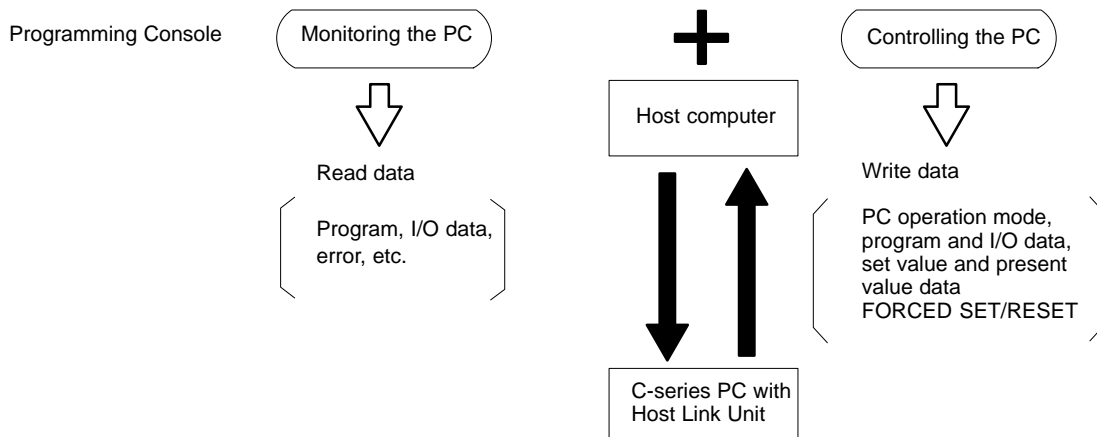 Programming Console
Monitoring the PC
Controlling the PC
Host computer
Read data
Program, I/O data,
error, etc.
Write data
PC operation mode,
program and I/O data,
set value and present
value data
FORCED SET/RESET
C-series PC with
Host Link Unit